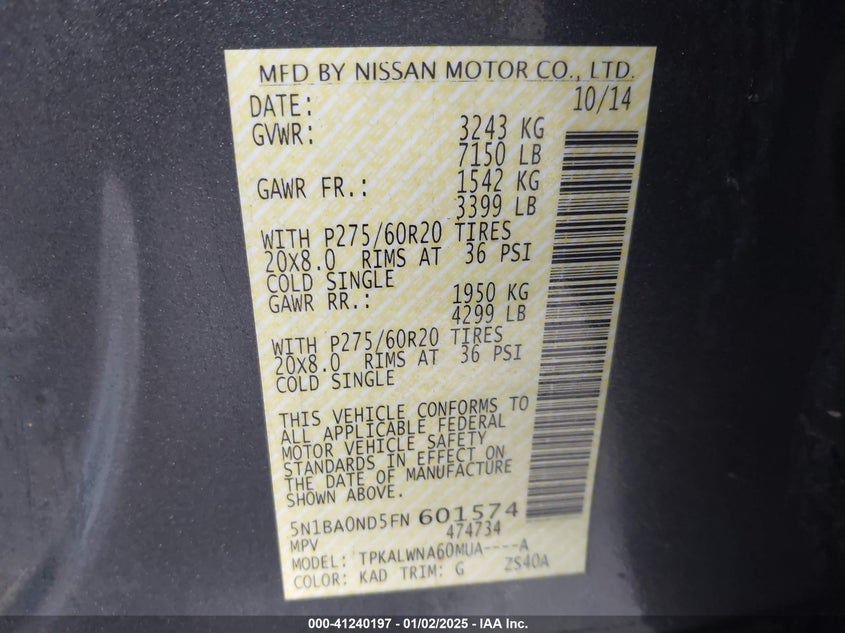 MFD BY NISSAN MOTOR CO., LTD.
DATE: 10/14
GVWR: 3243 KG
7150 LB
GAWR FR.: 1542 KG
3399 LB
WITH P275/60R20 TIRES
20X8.0 RIMS AT 36 PSI
COLD SINGLE
GAWR RR.: 1950 KG
4299 LB
WITH P275/60R20 TIRES
20X8.0 RIMS AT 36 PSI
COLD SINGLE
THIS VEHICLE CONFORMS TO
ALL APPLICABLE FEDERAL
MOTOR VEHICLE SAFETY
STANDARDS IN EFFECT ON
THE DATE OF MANUFACTURE
SHOWN ABOVE.
5N1BA0ND5FN 601574
MPV 474734
MODEL: TPKALWNA60MUA----A
COLOR: KAD TRIM: G ZS40A
000-41240197 - 01/02/2025 - IAA Inc.